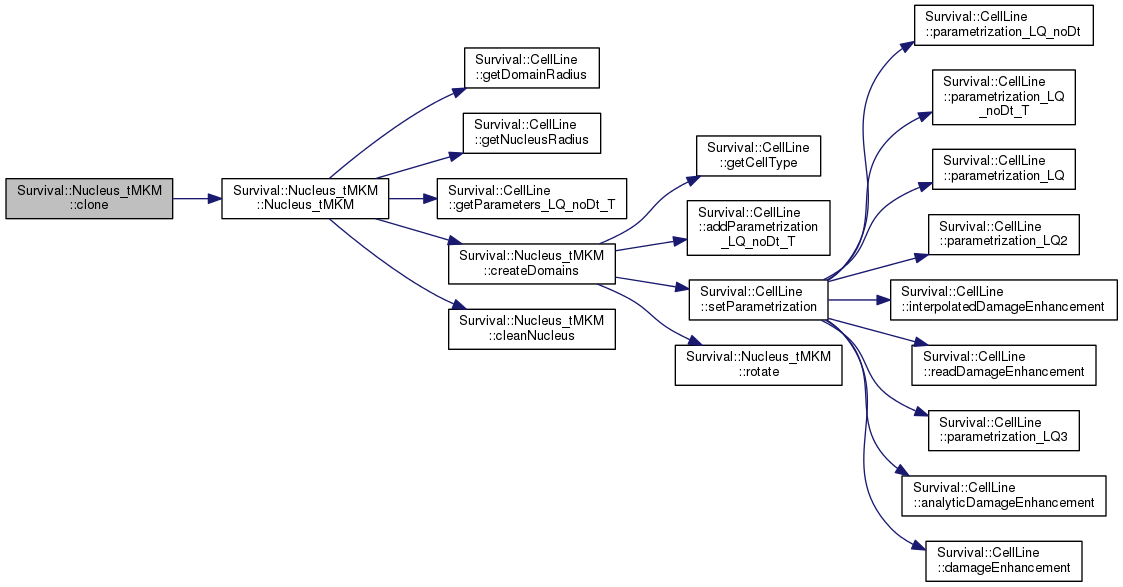 Survival::Nucleus_tMKM
::clone
Survival::Nucleus_tMKM
::Nucleus_tMKM
Survival::CellLine
::getDomainRadius
Survival::CellLine
::getNucleusRadius
Survival::CellLine
::getParameters_LQ_noDt_T
Survival::Nucleus_tMKM
::createDomains
Survival::Nucleus_tMKM
::cleanNucleus
Survival::CellLine
::getCellType
Survival::CellLine
::addParametrization
_LQ_noDt_T
Survival::CellLine
::setParametrization
Survival::Nucleus_tMKM
::rotate
Survival::CellLine
::parametrization_LQ_noDt
Survival::CellLine
::parametrization_LQ
_noDt_T
Survival::CellLine
::parametrization_LQ
Survival::CellLine
::parametrization_LQ2
Survival::CellLine
::interpolatedDamageEnhancement
Survival::CellLine
::readDamageEnhancement
Survival::CellLine
::parametrization_LQ3
Survival::CellLine
::analyticDamageEnhancement
Survival::CellLine
::damageEnhancement